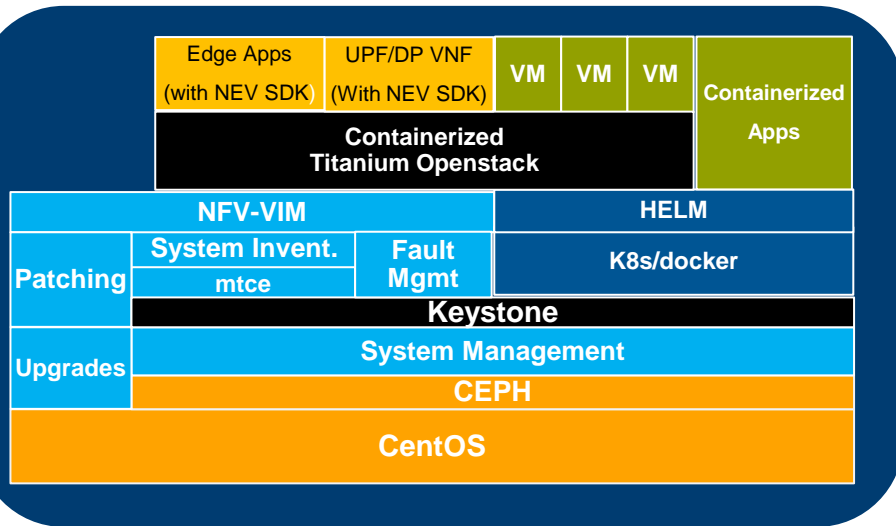 Edge Apps
(with NEV SDK)
UPF/DP VNF
(With NEV SDK)
VM
VM
VM
Containerized
Apps
Containerized
Titanium Openstack
NFV-VIM
HELM
Patching
System Invent.
mtce
Fault
Mgmt
K8s/docker
Keystone
Upgrades
System Management
CEPH
CentOS